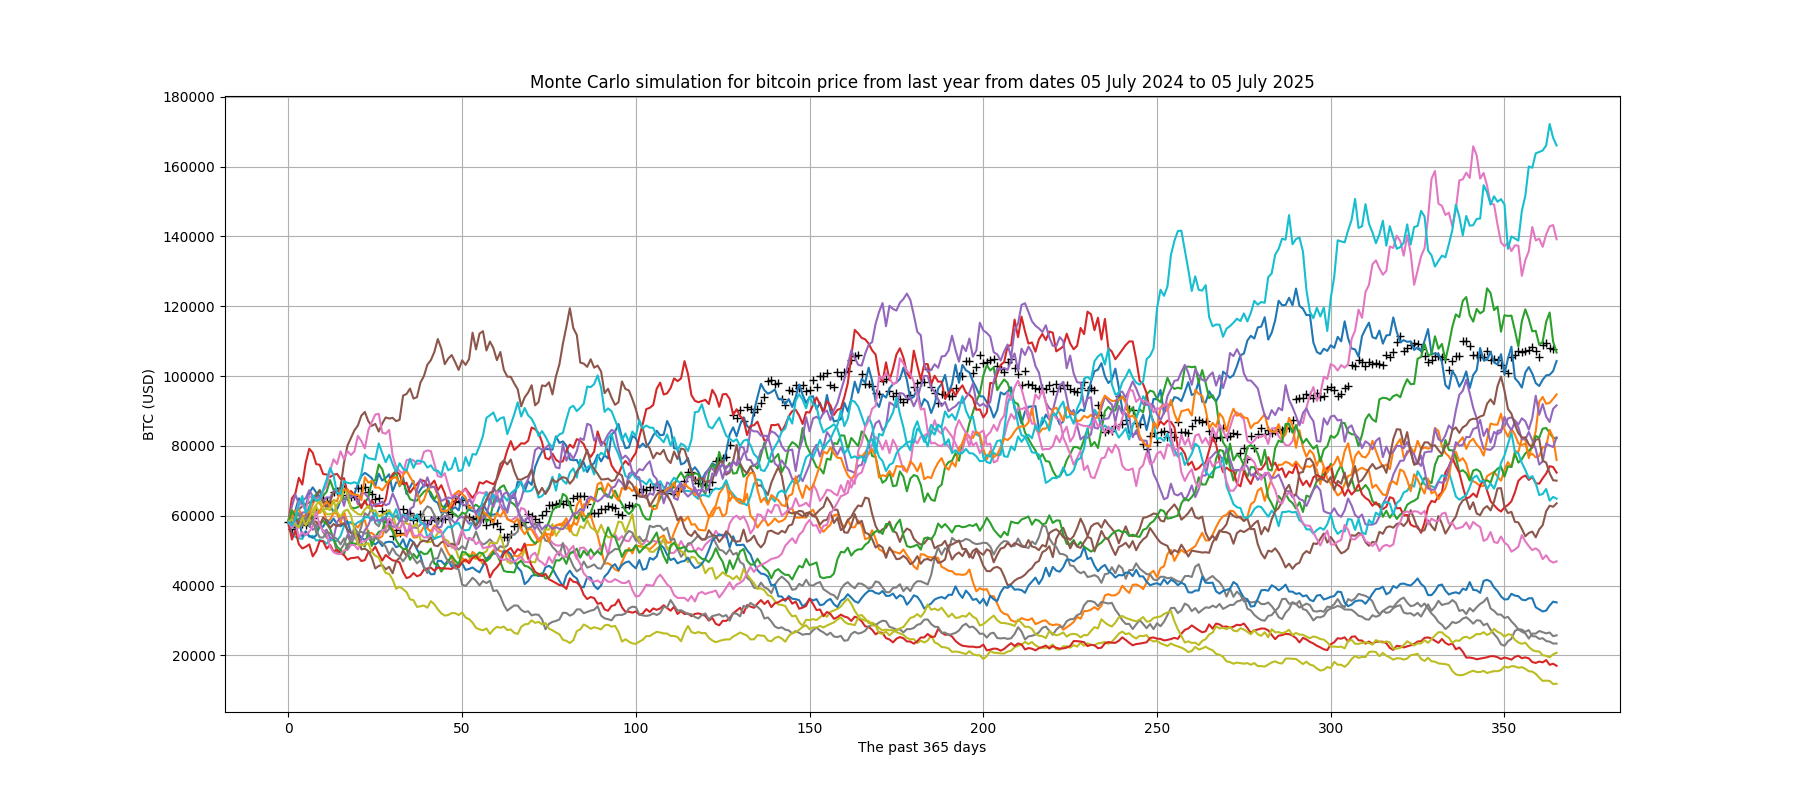 Monte Carlo simulation for bitcoin price from last year from dates 05 July 2024 to 05 July 2025
180000
160000
140000
120000
100000
80000
60000
40000
20000
BTC (USD)
0 50 100 150 200 250 300 350
The past 365 days